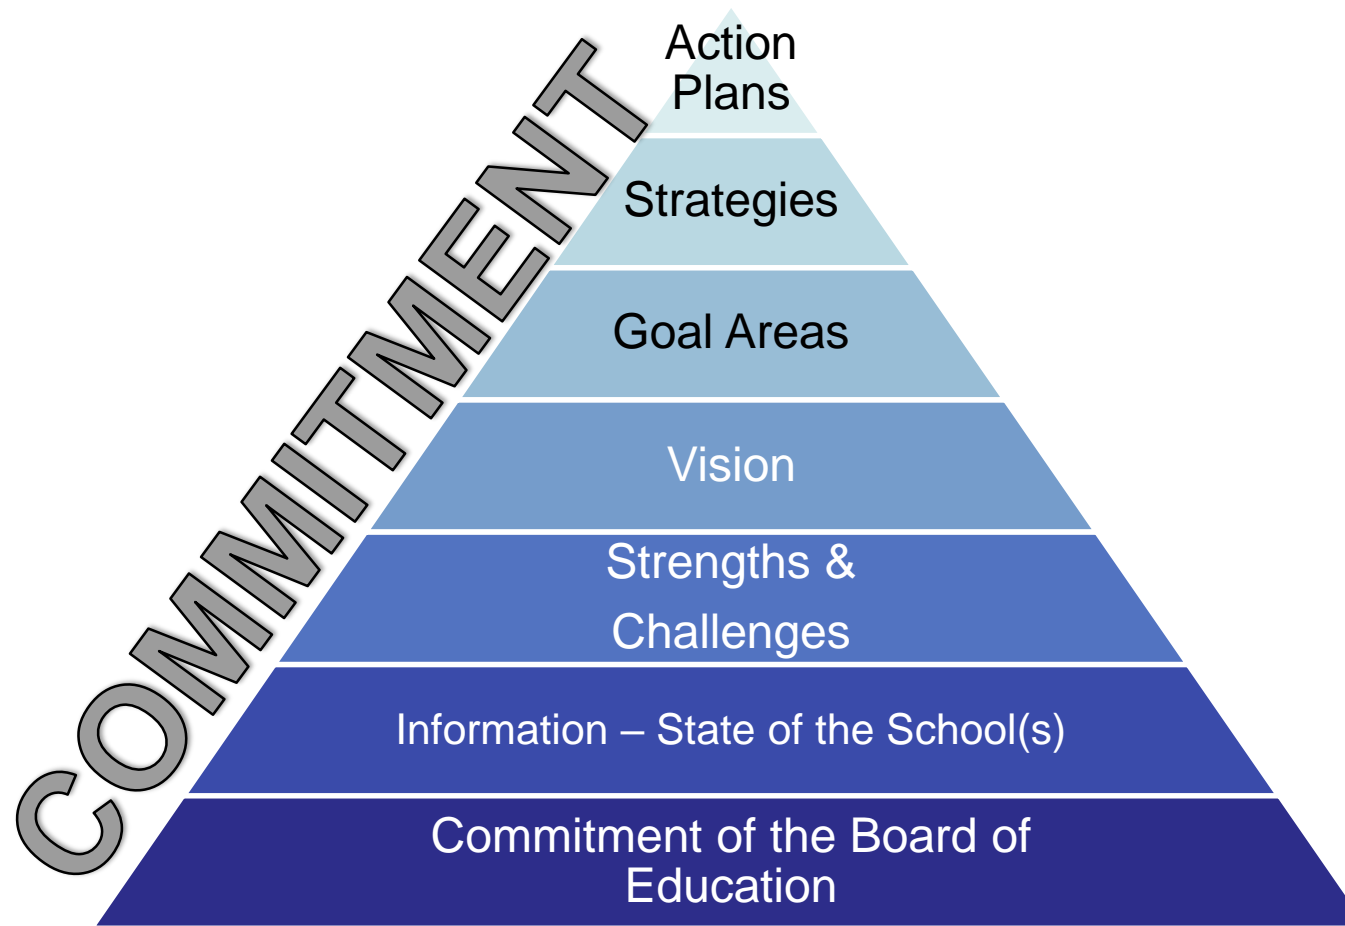 COMMITMENT
Action
Plans
Strategies
Goal Areas
Vision
Strengths &
Challenges
Information – State of the School(s)
Commitment of the Board of
Education